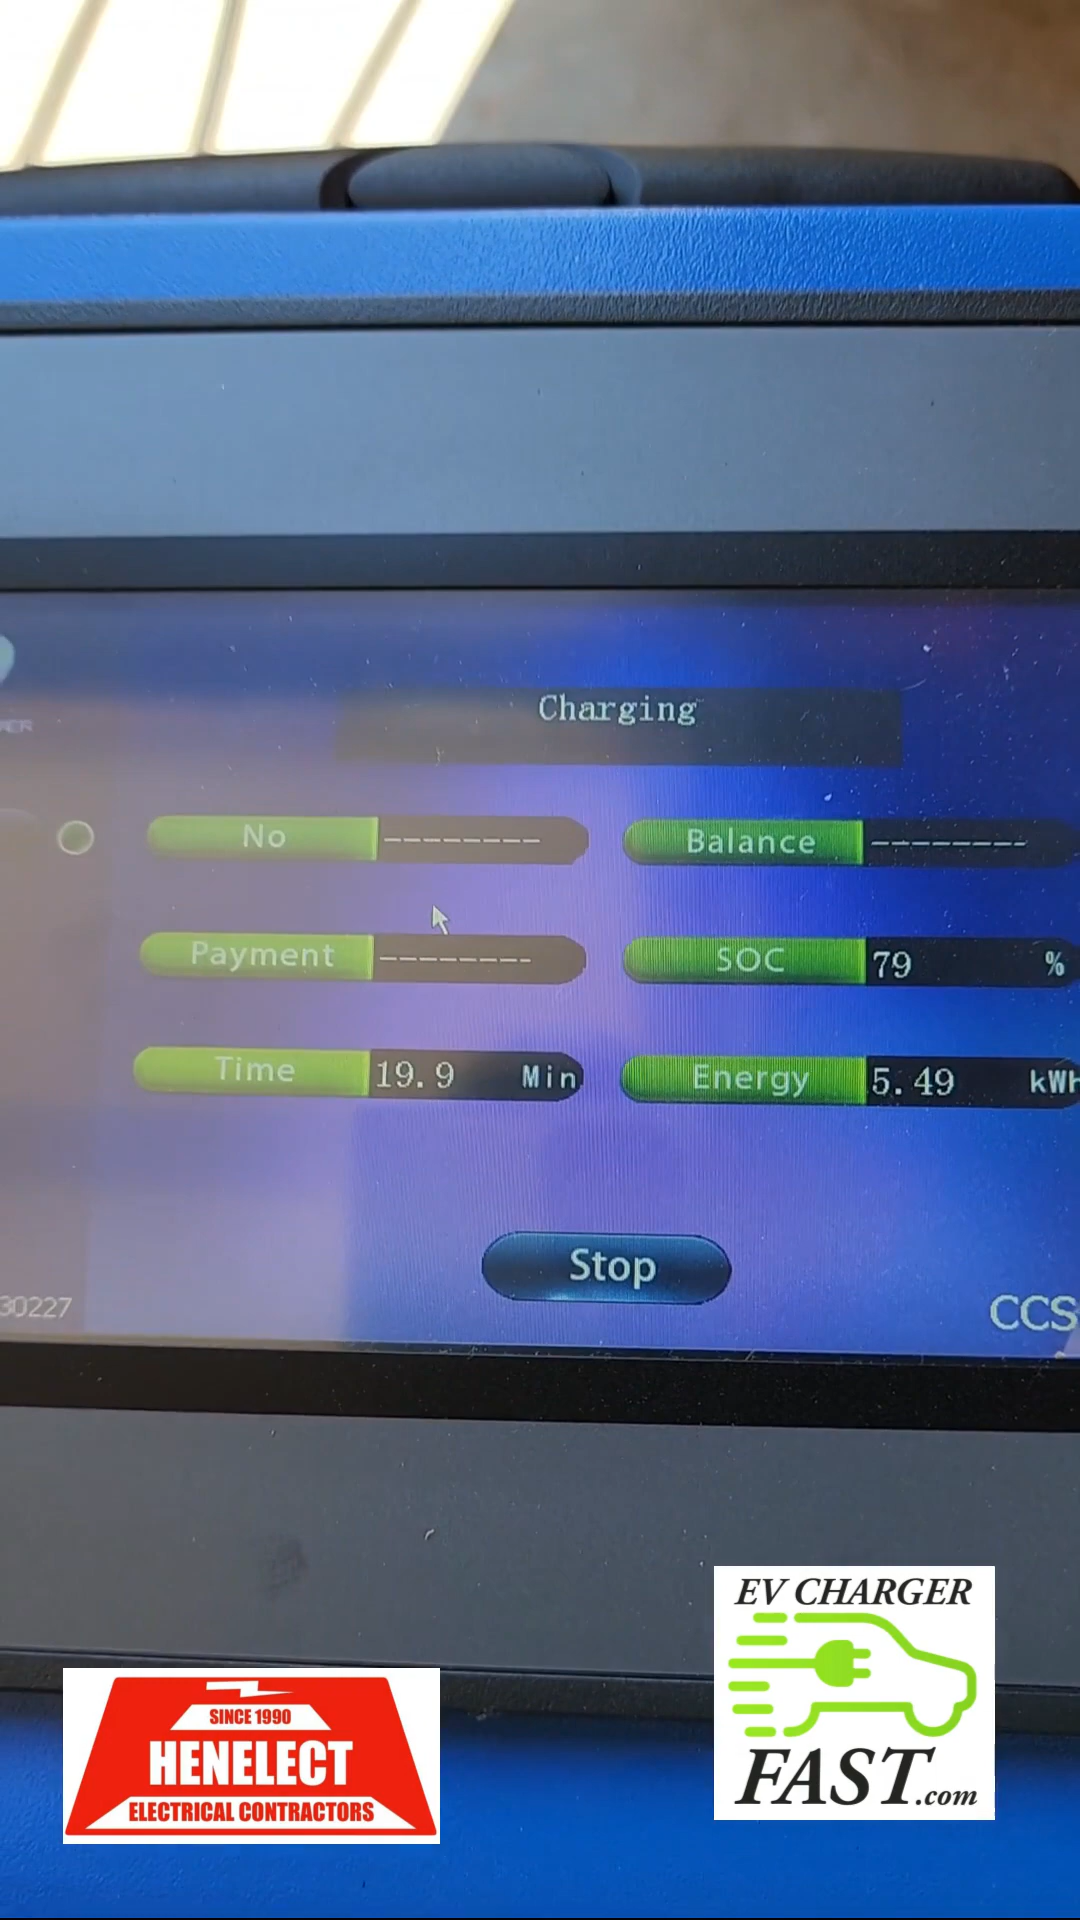 Charging
No --------
Balance --------
Payment --------
SOC 79 %
Time 19.9 Min
Energy 5.49 kWh
Stop
30227
CCS
SINCE 1990
HENELECT
ELECTRICAL CONTRACTORS
EV CHARGER
FAST.com